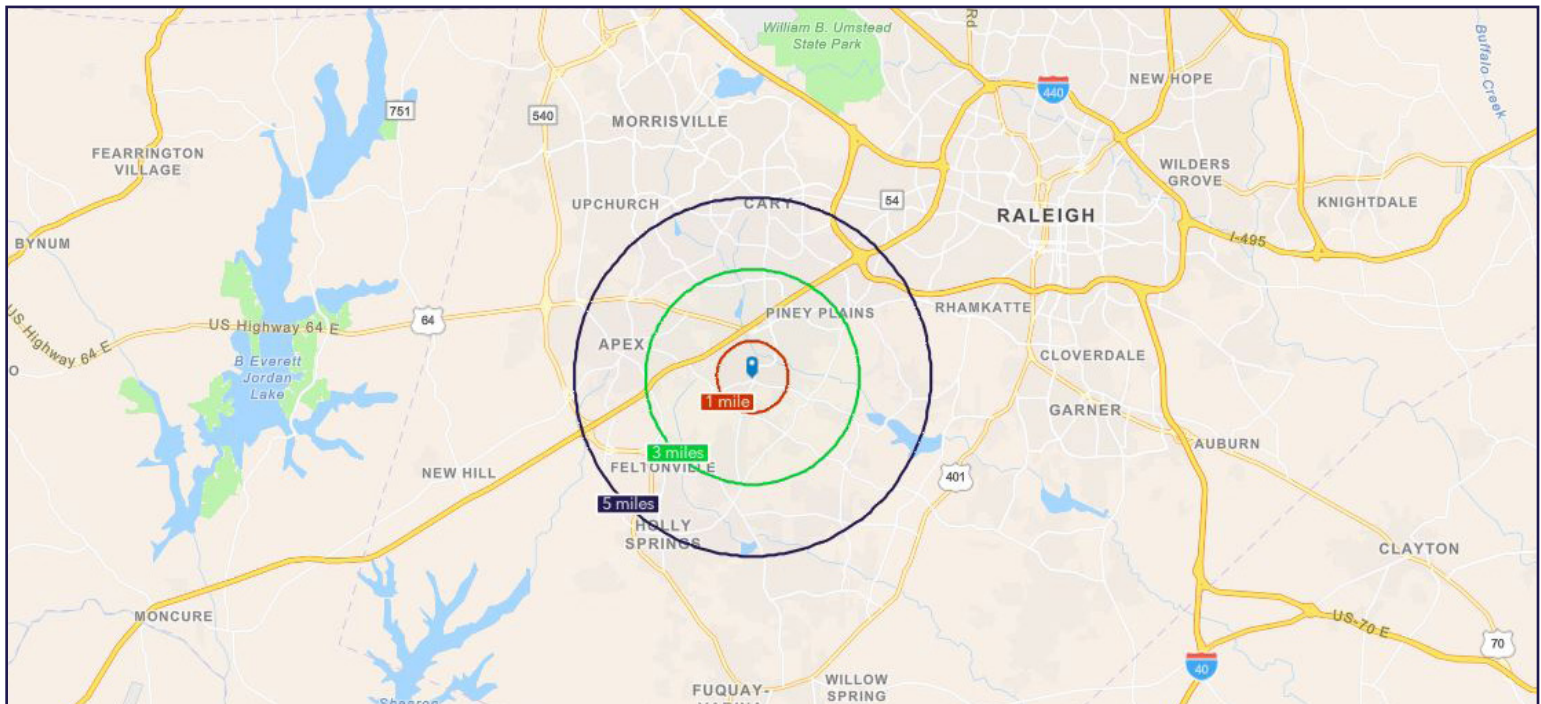 William B. Umstead
State Park
Rd
Buffalo Creek
NEW HOPE
440
751
540
MORRISVILLE
FEARRINGTON
VILLAGE
WILDERS
GROVE
UPCHURCH
CARY
54
RALEIGH
KNIGHTDALE
BYNUM
I-495
US Highway 64 E
US Highway 64 E
64
PINEY PLAINS
RHAMKATTE
APEX
CLOVERDALE
B Everett
Jordan
Lake
O
1 mile
GARNER
AUBURN
3 miles
FELTONVILLE
NEW HILL
401
5 miles
HOLLY
SPRINGS
CLAYTON
MONCURE
US-70 E
70
40
WILLOW
SPRING
FUQUAY-